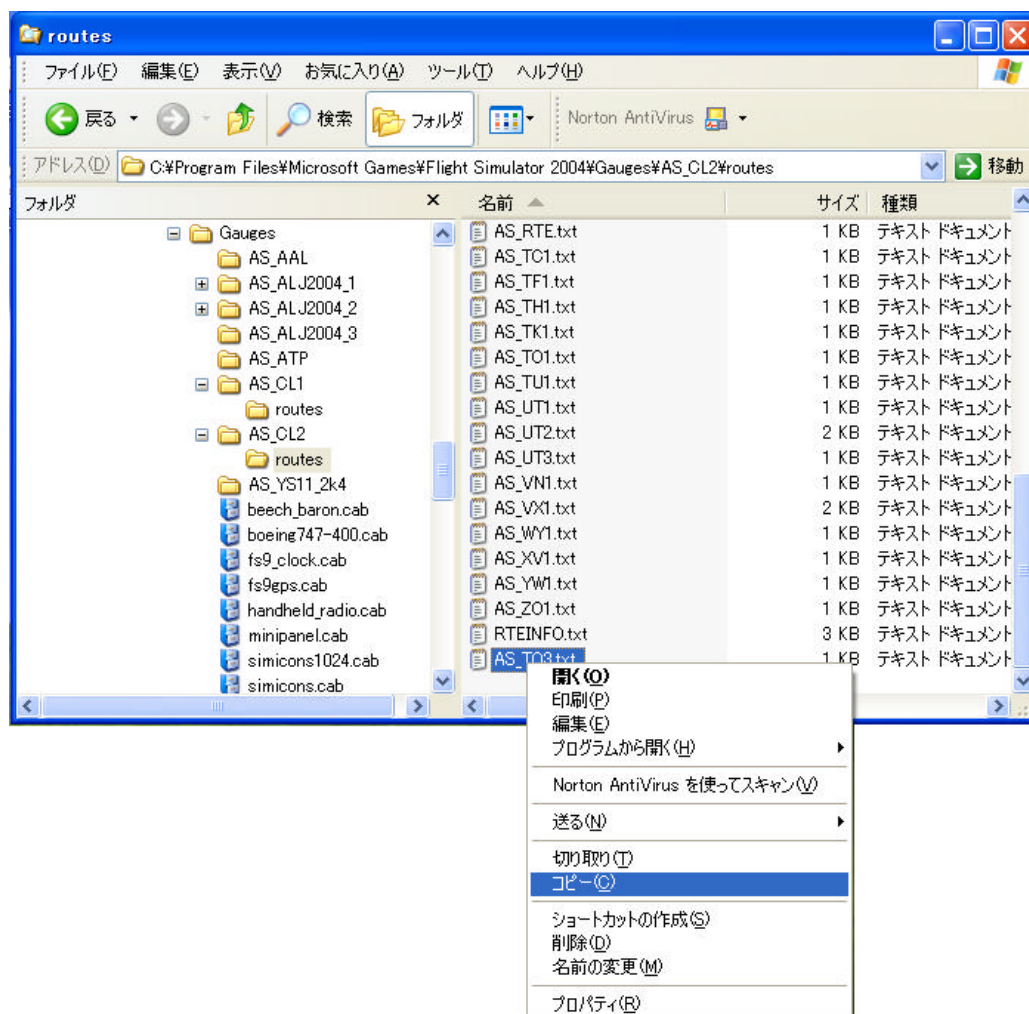 routes
ファイル(F) 編集(E) 表示(V) お気に入り(A) ツール(T) ヘルプ(H)
戻る 検索 フォルダ Norton AntiVirus
アドレス(D) C:¥Program Files¥Microsoft Games¥Flight Simulator 2004¥Gauges¥AS_CL2¥routes 移動
フォルダ × 名前 サイズ 種類
Gauges
AS_AAL
AS_ALJ2004_1
AS_ALJ2004_2
AS_ALJ2004_3
AS_ATP
AS_CL1
routes
AS_CL2
routes
AS_YS11_2k4
beech_baron.cab
boeing747-400.cab
fs9_clock.cab
fs9gps.cab
handheld_radio.cab
minipanel.cab
simicons1024.cab
simicons.cab
AS_RTE.txt 1 KB テキスト ドキュメント
AS_TC1.txt 1 KB テキスト ドキュメント
AS_TF1.txt 1 KB テキスト ドキュメント
AS_TH1.txt 1 KB テキスト ドキュメント
AS_TK1.txt 1 KB テキスト ドキュメント
AS_TO1.txt 1 KB テキスト ドキュメント
AS_TU1.txt 1 KB テキスト ドキュメント
AS_UT1.txt 1 KB テキスト ドキュメント
AS_UT2.txt 2 KB テキスト ドキュメント
AS_UT3.txt 1 KB テキスト ドキュメント
AS_VN1.txt 1 KB テキスト ドキュメント
AS_VX1.txt 2 KB テキスト ドキュメント
AS_WY1.txt 1 KB テキスト ドキュメント
AS_XV1.txt 1 KB テキスト ドキュメント
AS_YW1.txt 1 KB テキスト ドキュメント
AS_ZO1.txt 1 KB テキスト ドキュメント
RTEINFO.txt 3 KB テキスト ドキュメント
AS_TO3.txt 1 KB テキスト ドキュメント
開く(O)
印刷(P)
編集(E)
プログラムから開く(H)
Norton AntiVirus を使ってスキャン(V)
送る(N)
切り取り(T)
コピー(C)
ショートカットの作成(S)
削除(D)
名前の変更(M)
プロパティ(R)